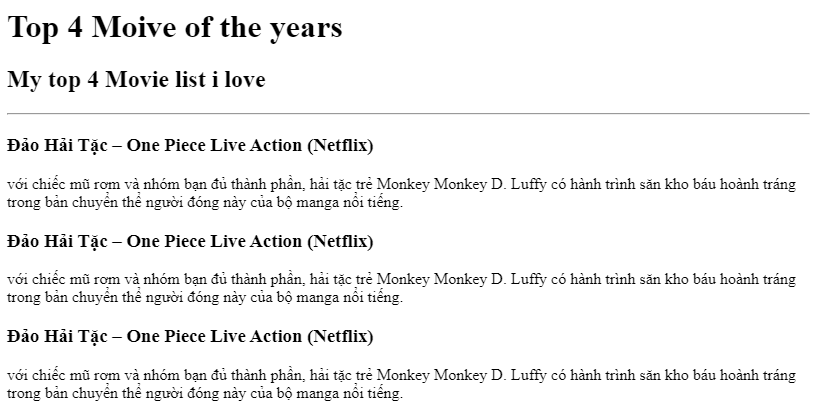 Top 4 Moive of the years
My top 4 Movie list i love
Đảo Hải Tặc – One Piece Live Action (Netflix)
với chiếc mũ rơm và nhóm bạn đủ thành phần, hải tặc trẻ Monkey Monkey D. Luffy có hành trình săn kho báu hoành tráng
trong bản chuyển thể người đóng này của bộ manga nổi tiếng.
Đảo Hải Tặc – One Piece Live Action (Netflix)
với chiếc mũ rơm và nhóm bạn đủ thành phần, hải tặc trẻ Monkey Monkey D. Luffy có hành trình săn kho báu hoành tráng
trong bản chuyển thể người đóng này của bộ manga nổi tiếng.
Đảo Hải Tặc – One Piece Live Action (Netflix)
với chiếc mũ rơm và nhóm bạn đủ thành phần, hải tặc trẻ Monkey Monkey D. Luffy có hành trình săn kho báu hoành tráng
trong bản chuyển thể người đóng này của bộ manga nổi tiếng.